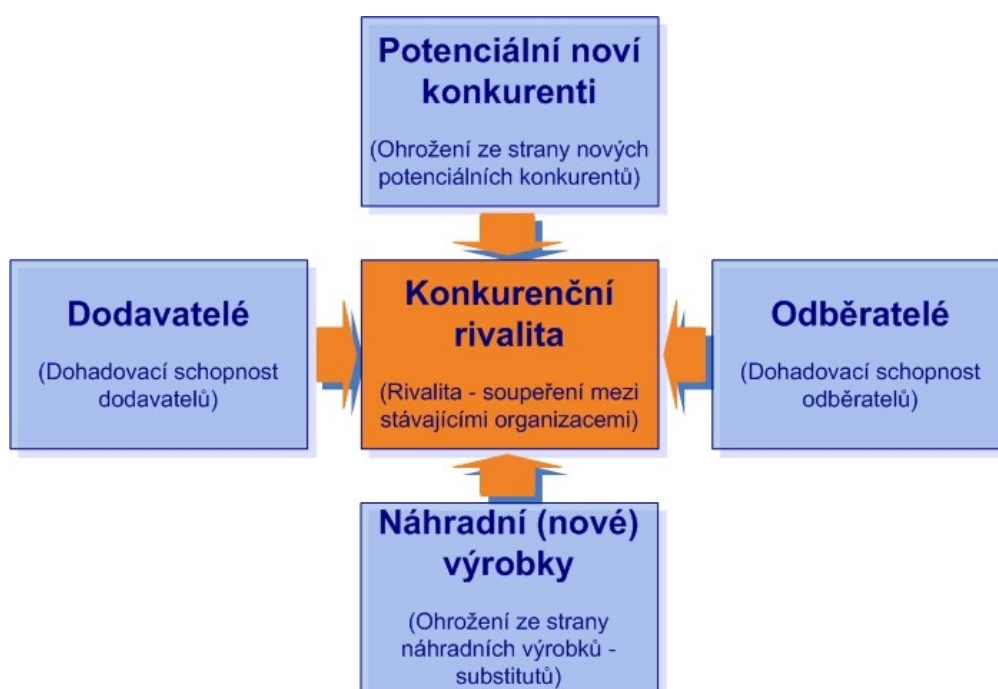 Potenciální noví
konkurenti
(Ohrožení ze strany nových
potenciálních konkurentů)
Dodavatelé
(Dohadovací schopnost
dodavatelů)
Konkurenční
rivalita
(Rivalita - soupeření mezi
stávajícími organizacemi)
Odběratelé
(Dohadovací schopnost
odběratelů)
Náhradní (nové)
výrobky
(Ohrožení ze strany
náhradních výrobků -
substitutů)